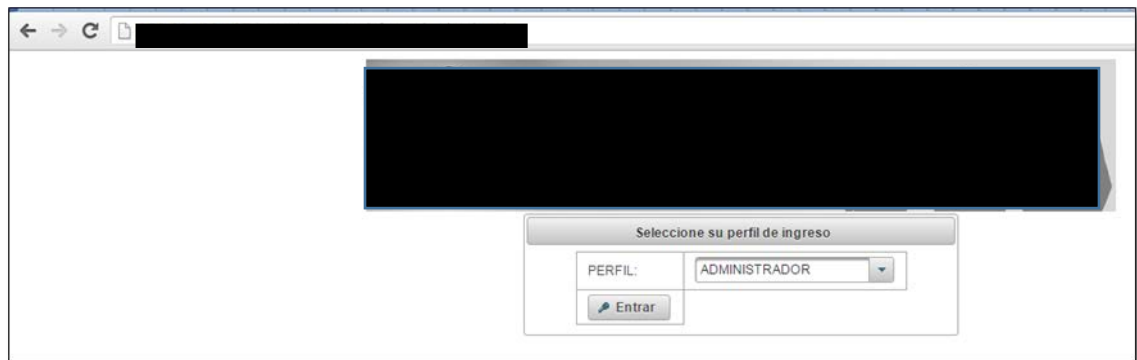 Seleccione su perfil de ingreso
PERFIL: ADMINISTRADOR
Entrar